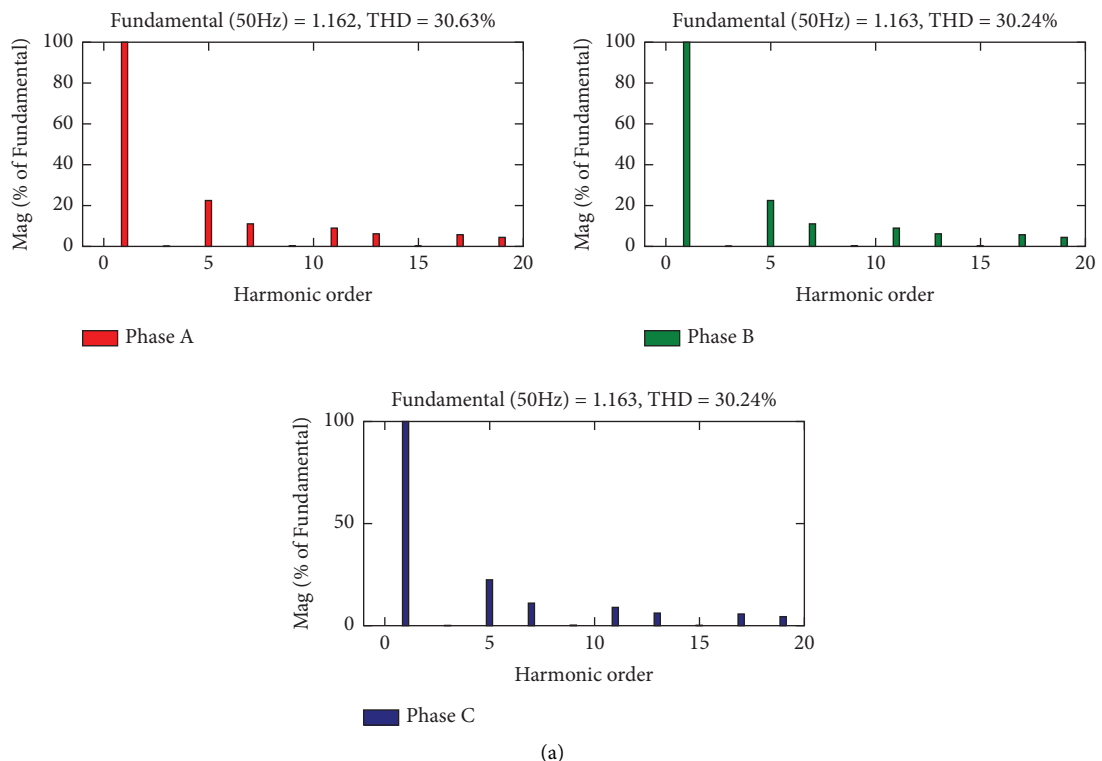 Fundamental (50Hz) = 1.162, THD = 30.63%
100
80
60
40
20
0
Mag (% of Fundamental)
0 5 10 15 20
Harmonic order
Phase A
Fundamental (50Hz) = 1.163, THD = 30.24%
100
80
60
40
20
0
Mag (% of Fundamental)
0 5 10 15 20
Harmonic order
Phase B
Fundamental (50Hz) = 1.163, THD = 30.24%
100
50
0
Mag (% of Fundamental)
0 5 10 15 20
Harmonic order
Phase C
(a)